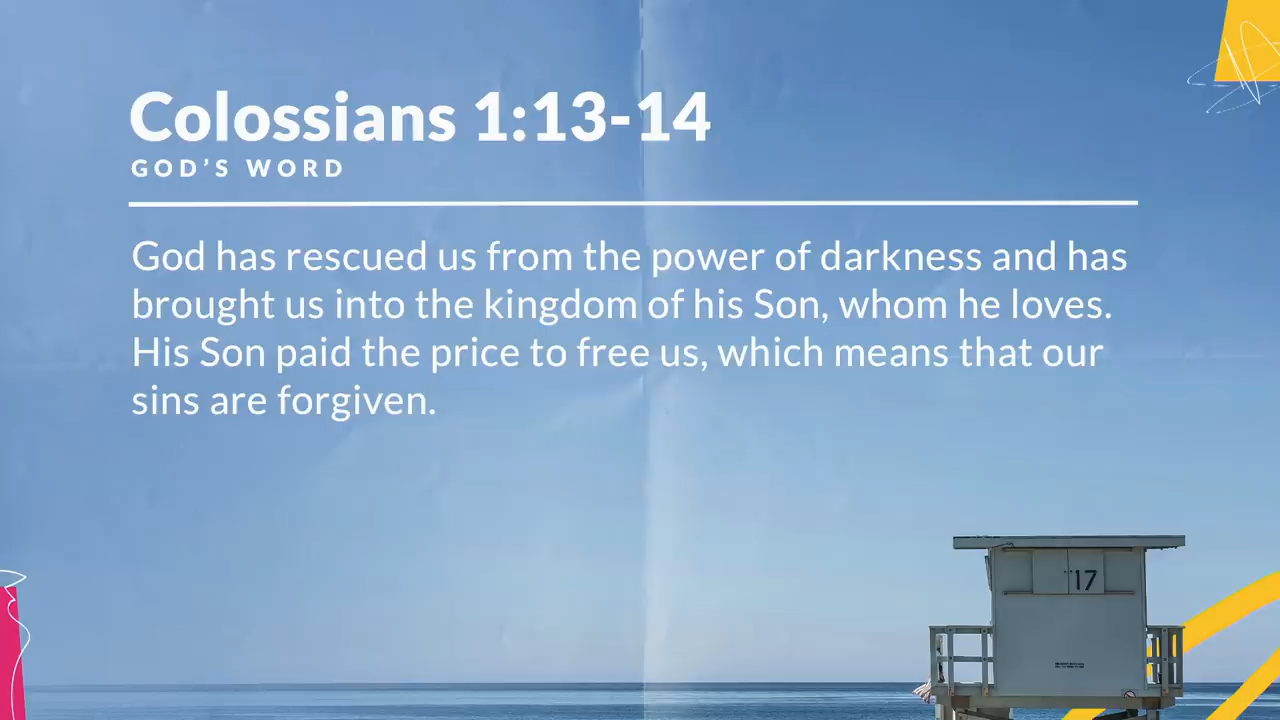 Colossians 1:13-14
GOD’S WORD
God has rescued us from the power of darkness and has
brought us into the kingdom of his Son, whom he loves.
His Son paid the price to free us, which means that our
sins are forgiven.
17